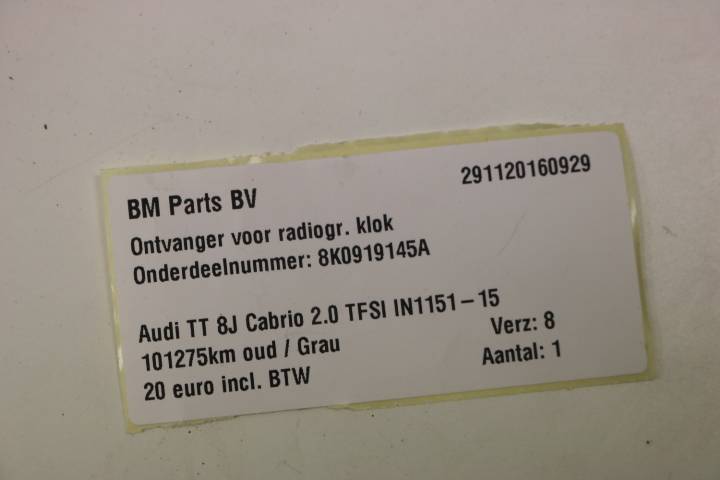 291120160929
BM Parts BV
Ontvanger voor radiogr. klok
Onderdeelnummer: 8K0919145A
Audi TT 8J Cabrio 2.0 TFSI IN1151-15
101275km oud / Grau Verz: 8
20 euro incl. BTW Aantal: 1